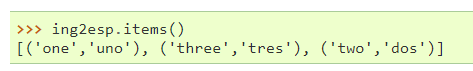 >>> ing2esp.items()
[('one','uno'), ('three','tres'), ('two','dos')]